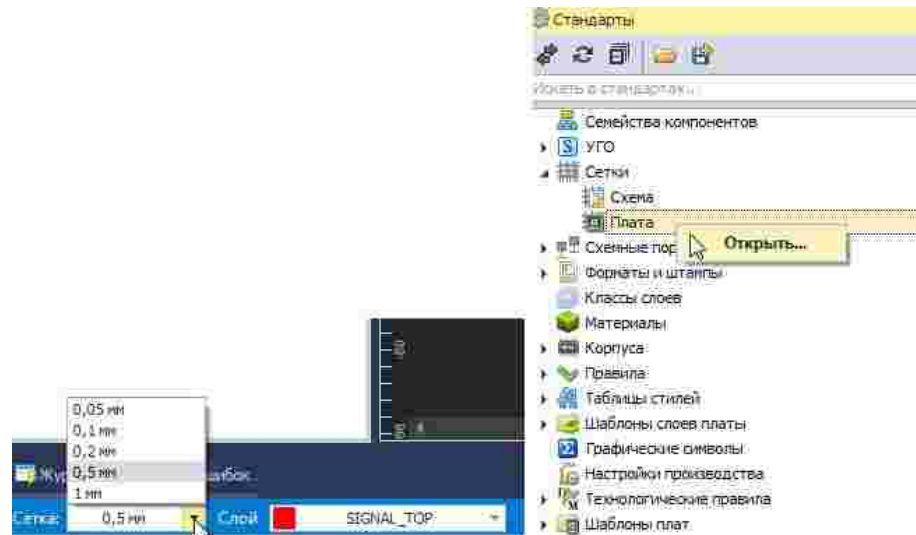 0,05 мм
0,1 мм
0,2 мм
0,5 мм
1 мм
Сетка:
0,5 мм
Слой
SIGNAL_TOP
Стандарты
Искать в стандартах...
Семейства компонентов
УГО
Сетки
Схема
Плата
Открыть...
Схемные пор
Форматы и штампы
Классы слоев
Материалы
Корпуса
Правила
Таблицы стилей
Шаблоны слоев платы
Графические символы
Настройки производства
Технологические правила
Шаблоны плат